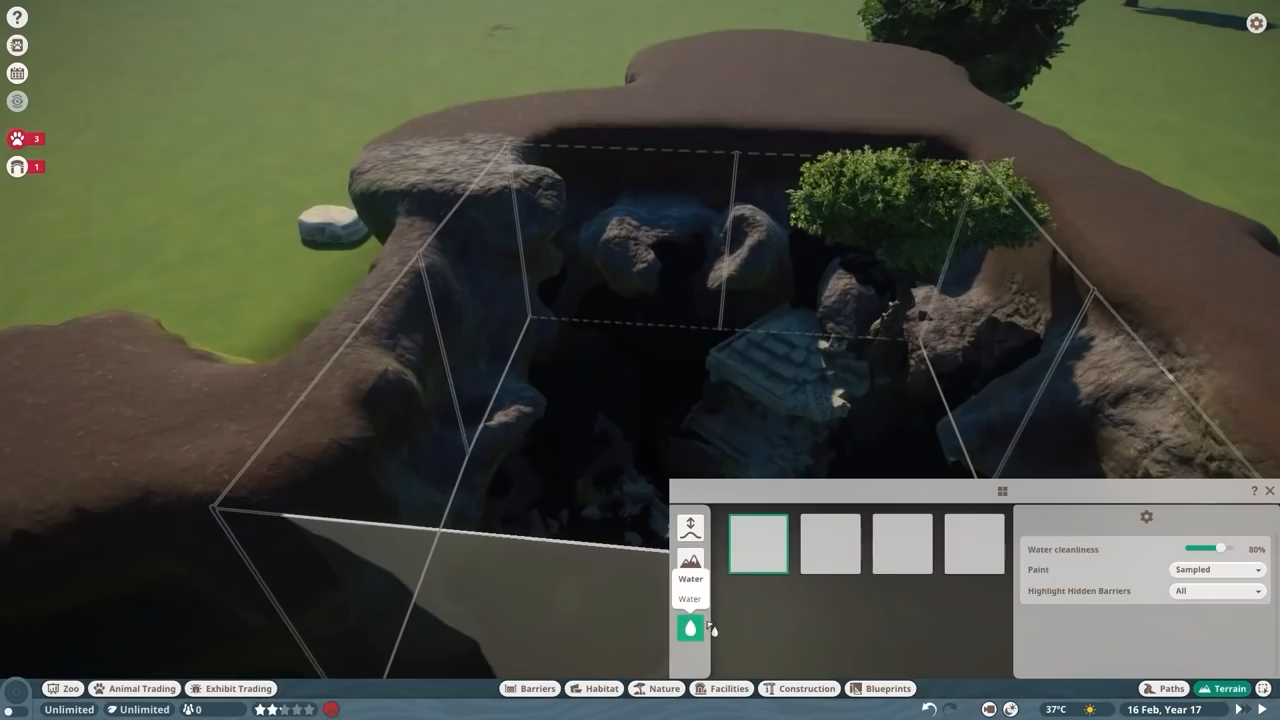 ?
3
1
?
Water
Water
Water cleanliness 80%
Paint Sampled
Highlight Hidden Barriers All
Zoo Animal Trading Exhibit Trading Barriers Habitat Nature Facilities Construction Blueprints Paths Terrain
Unlimited Unlimited 0 37°C 16 Feb, Year 17